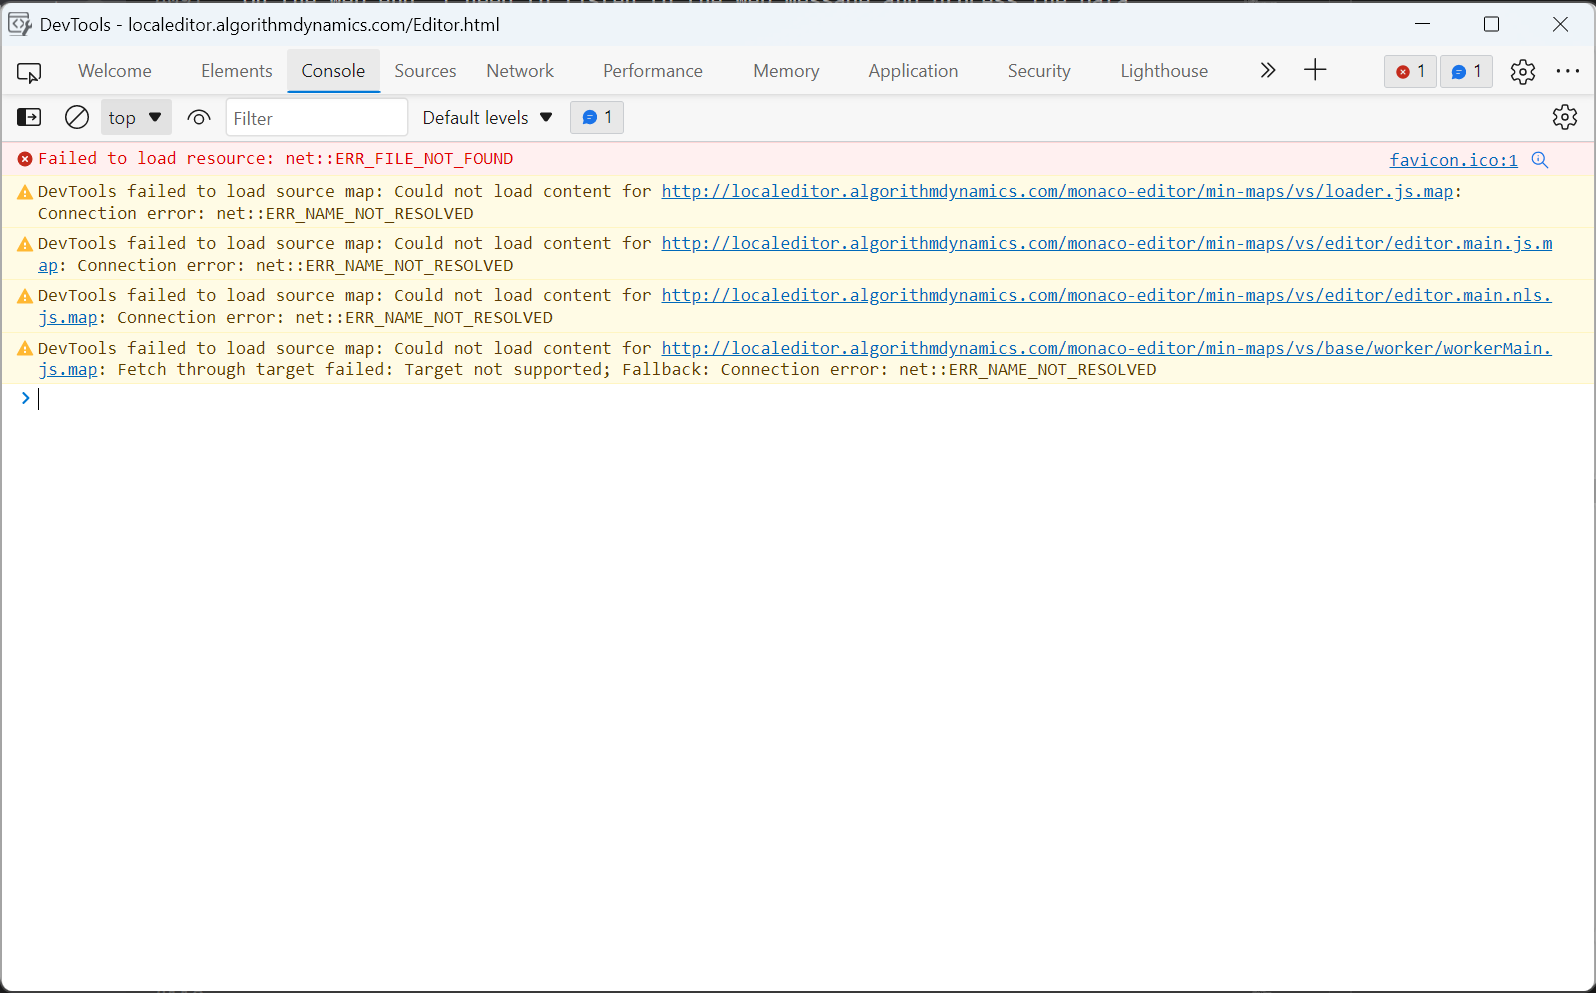 DevTools - localeditor.algorithmdynamics.com/Editor.html
Welcome Elements Console Sources Network Performance Memory Application Security Lighthouse 1 1
top Filter Default levels 1
Failed to load resource: net::ERR_FILE_NOT_FOUND favicon.ico:1
DevTools failed to load source map: Could not load content for http://localeditor.algorithmdynamics.com/monaco-editor/min-maps/vs/loader.js.map:
Connection error: net::ERR_NAME_NOT_RESOLVED
DevTools failed to load source map: Could not load content for http://localeditor.algorithmdynamics.com/monaco-editor/min-maps/vs/editor/editor.main.js.m
ap: Connection error: net::ERR_NAME_NOT_RESOLVED
DevTools failed to load source map: Could not load content for http://localeditor.algorithmdynamics.com/monaco-editor/min-maps/vs/editor/editor.main.nls.
js.map: Connection error: net::ERR_NAME_NOT_RESOLVED
DevTools failed to load source map: Could not load content for http://localeditor.algorithmdynamics.com/monaco-editor/min-maps/vs/base/worker/workerMain.
js.map: Fetch through target failed: Target not supported; Fallback: Connection error: net::ERR_NAME_NOT_RESOLVED